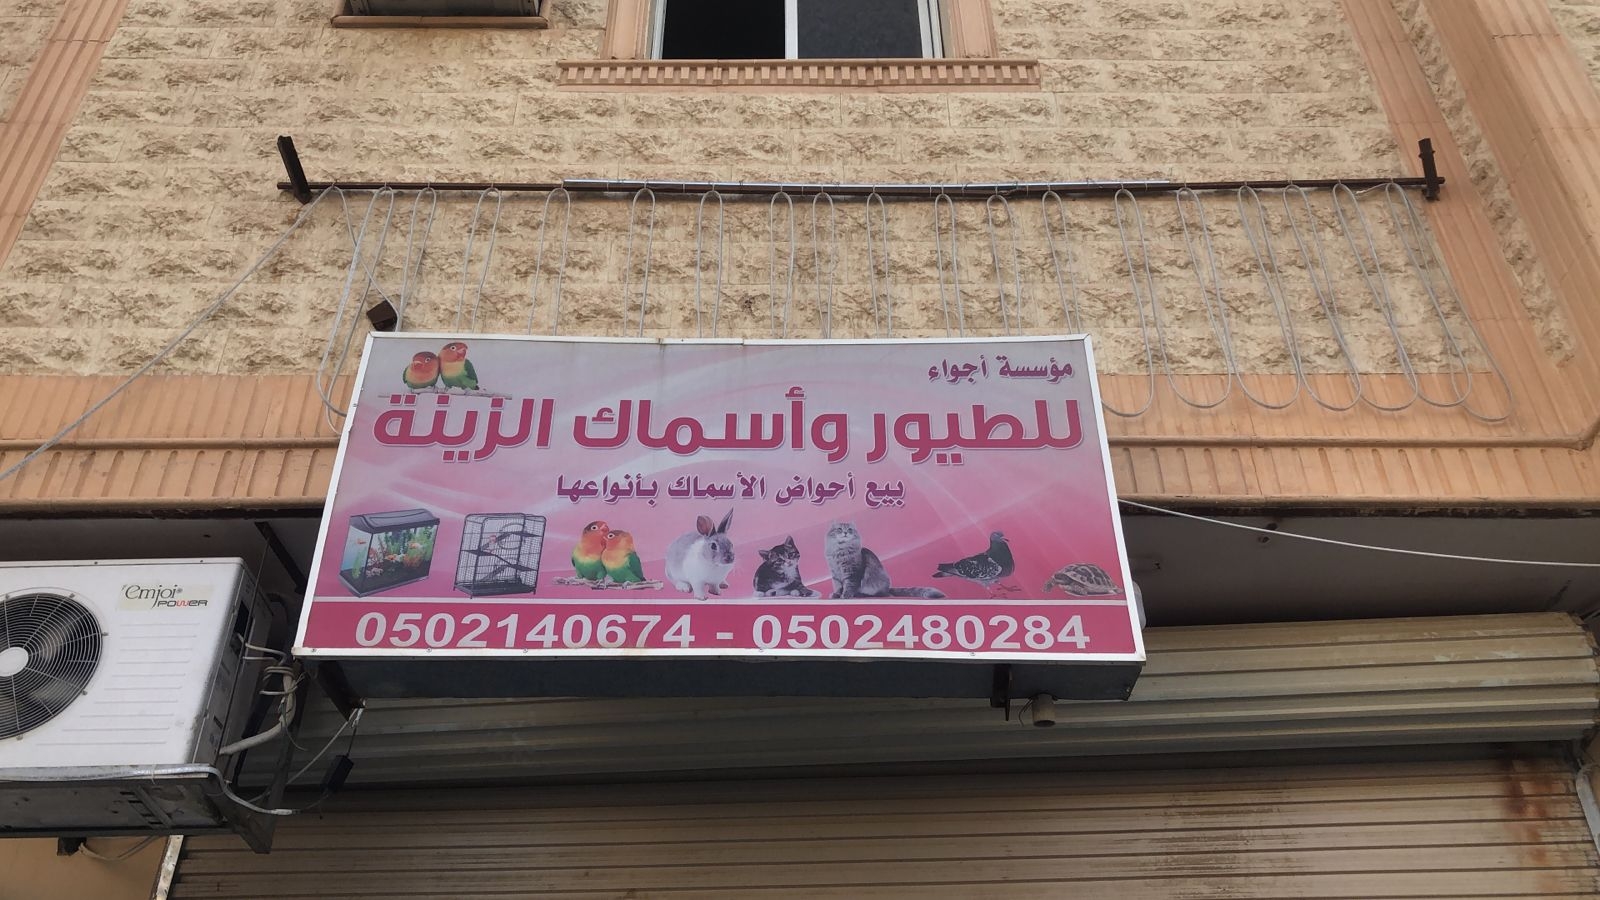 مؤسسة أجواء
للطيور وأسماك الزينة
بيع أحواض الأسماك بأنواعها
0502140674 - 0502480284
emjoi®
POWER